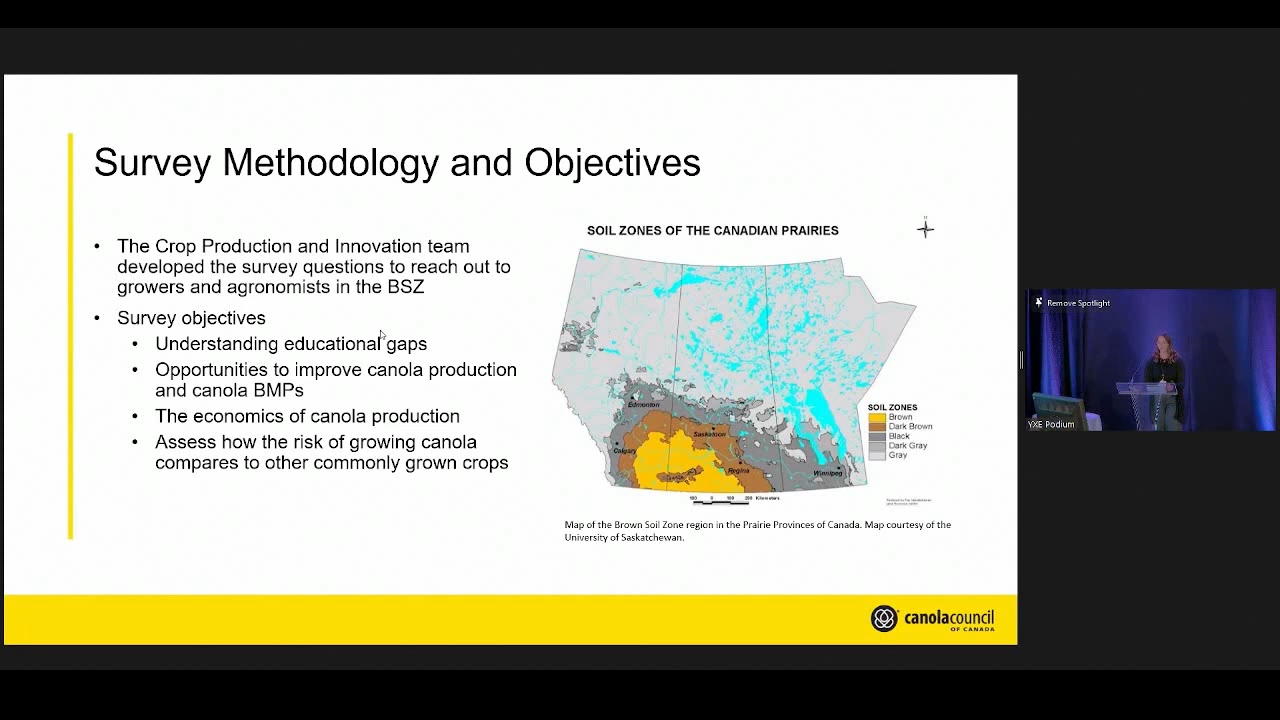 Survey Methodology and Objectives
• The Crop Production and Innovation team
developed the survey questions to reach out to
growers and agronomists in the BSZ
• Survey objectives
• Understanding educational gaps
• Opportunities to improve canola production
and canola BMPs
• The economics of canola production
• Assess how the risk of growing canola
compares to other commonly grown crops
SOIL ZONES OF THE CANADIAN PRAIRIES
Edmonton
Calgary
Saskatoon
Regina
Winnipeg
SOIL ZONES
Brown
Dark Brown
Black
Dark Gray
Gray
100 0 100 200 Kilometers
Map of the Brown Soil Zone region in the Prairie Provinces of Canada. Map courtesy of the
University of Saskatchewan.
canolacouncil
OF CANADA
Remove Spotlight
YXE Podium